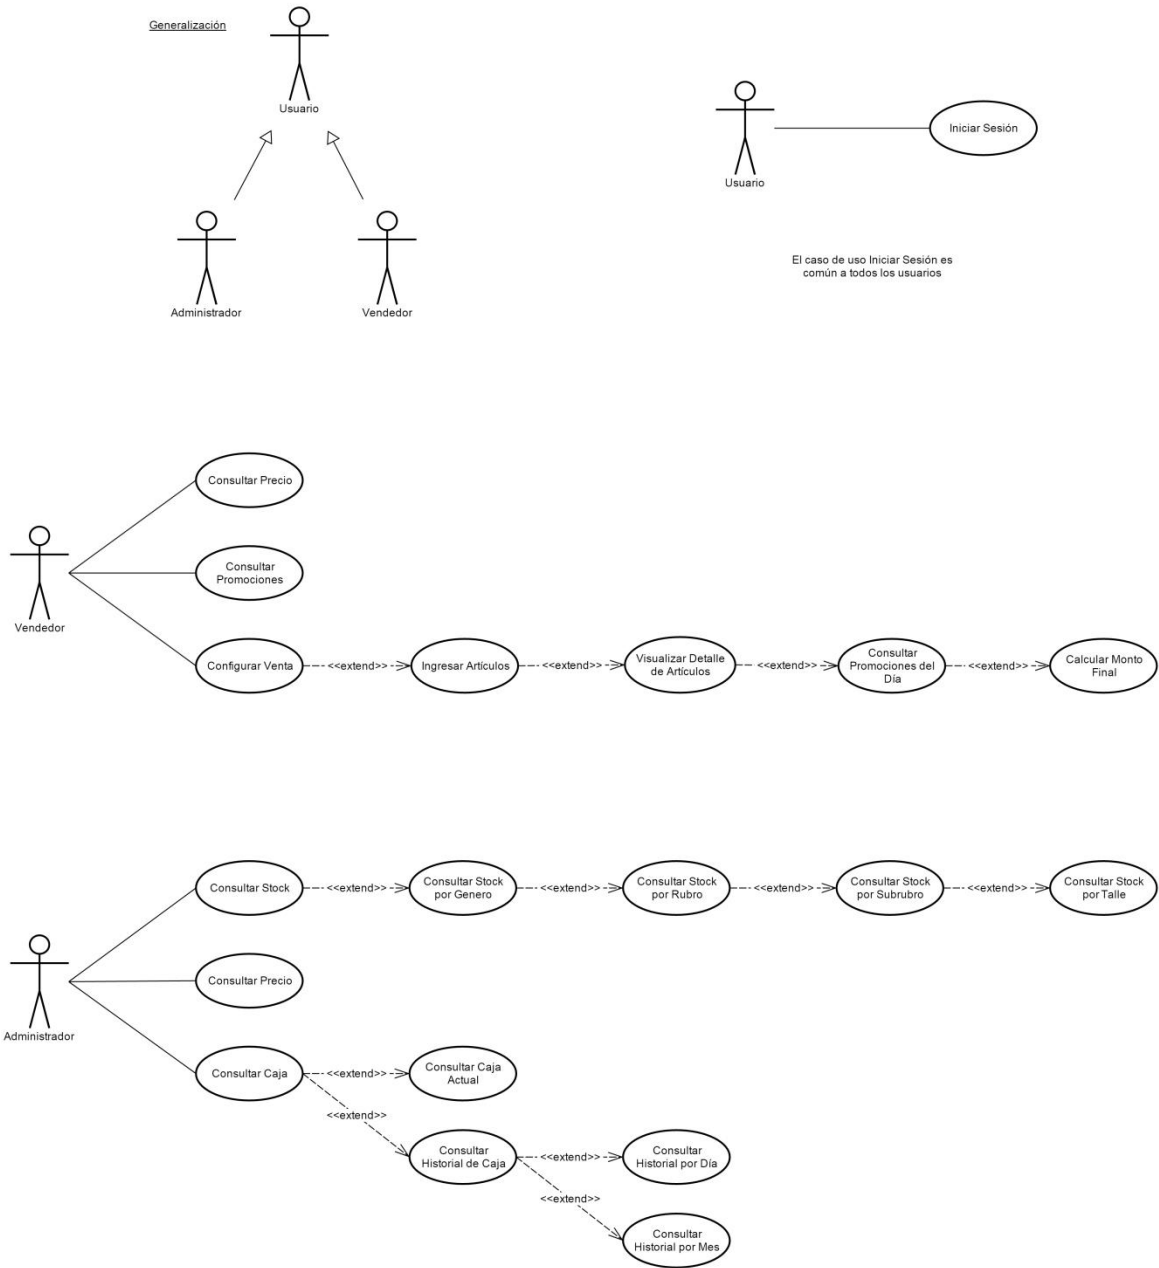 Generalización
Usuario
Administrador
Vendedor
Usuario
Iniciar Sesión
El caso de uso Iniciar Sesión es
común a todos los usuarios
Vendedor
Consultar Precio
Consultar
Promociones
Configurar Venta
<<extend>>
Ingresar Artículos
<<extend>>
Visualizar Detalle
de Artículos
<<extend>>
Consultar
Promociones del
Día
<<extend>>
Calcular Monto
Final
Administrador
Consultar Stock
<<extend>>
Consultar Stock
por Genero
<<extend>>
Consultar Stock
por Rubro
<<extend>>
Consultar Stock
por Subrubro
<<extend>>
Consultar Stock
por Talle
Consultar Precio
Consultar Caja
<<extend>>
Consultar Caja
Actual
<<extend>>
Consultar
Historial de Caja
<<extend>>
Consultar
Historial por Día
<<extend>>
Consultar
Historial por Mes